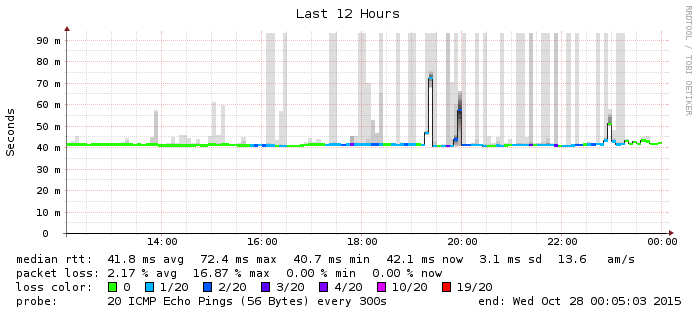 Last 12 Hours
RRDTOOL / TOBI OETIKER
Seconds
90 m
80 m
70 m
60 m
50 m
40 m
30 m
20 m
10 m
0
14:00 16:00 18:00 20:00 22:00 00:00
median rtt: 41.8 ms avg 72.4 ms max 40.7 ms min 42.1 ms now 3.1 ms sd 13.6 am/s
packet loss: 2.17 % avg 16.87 % max 0.00 % min 0.00 % now
loss color: 0 1/20 2/20 3/20 4/20 10/20 19/20
probe: 20 ICMP Echo Pings (56 Bytes) every 300s end: Wed Oct 28 00:05:03 2015